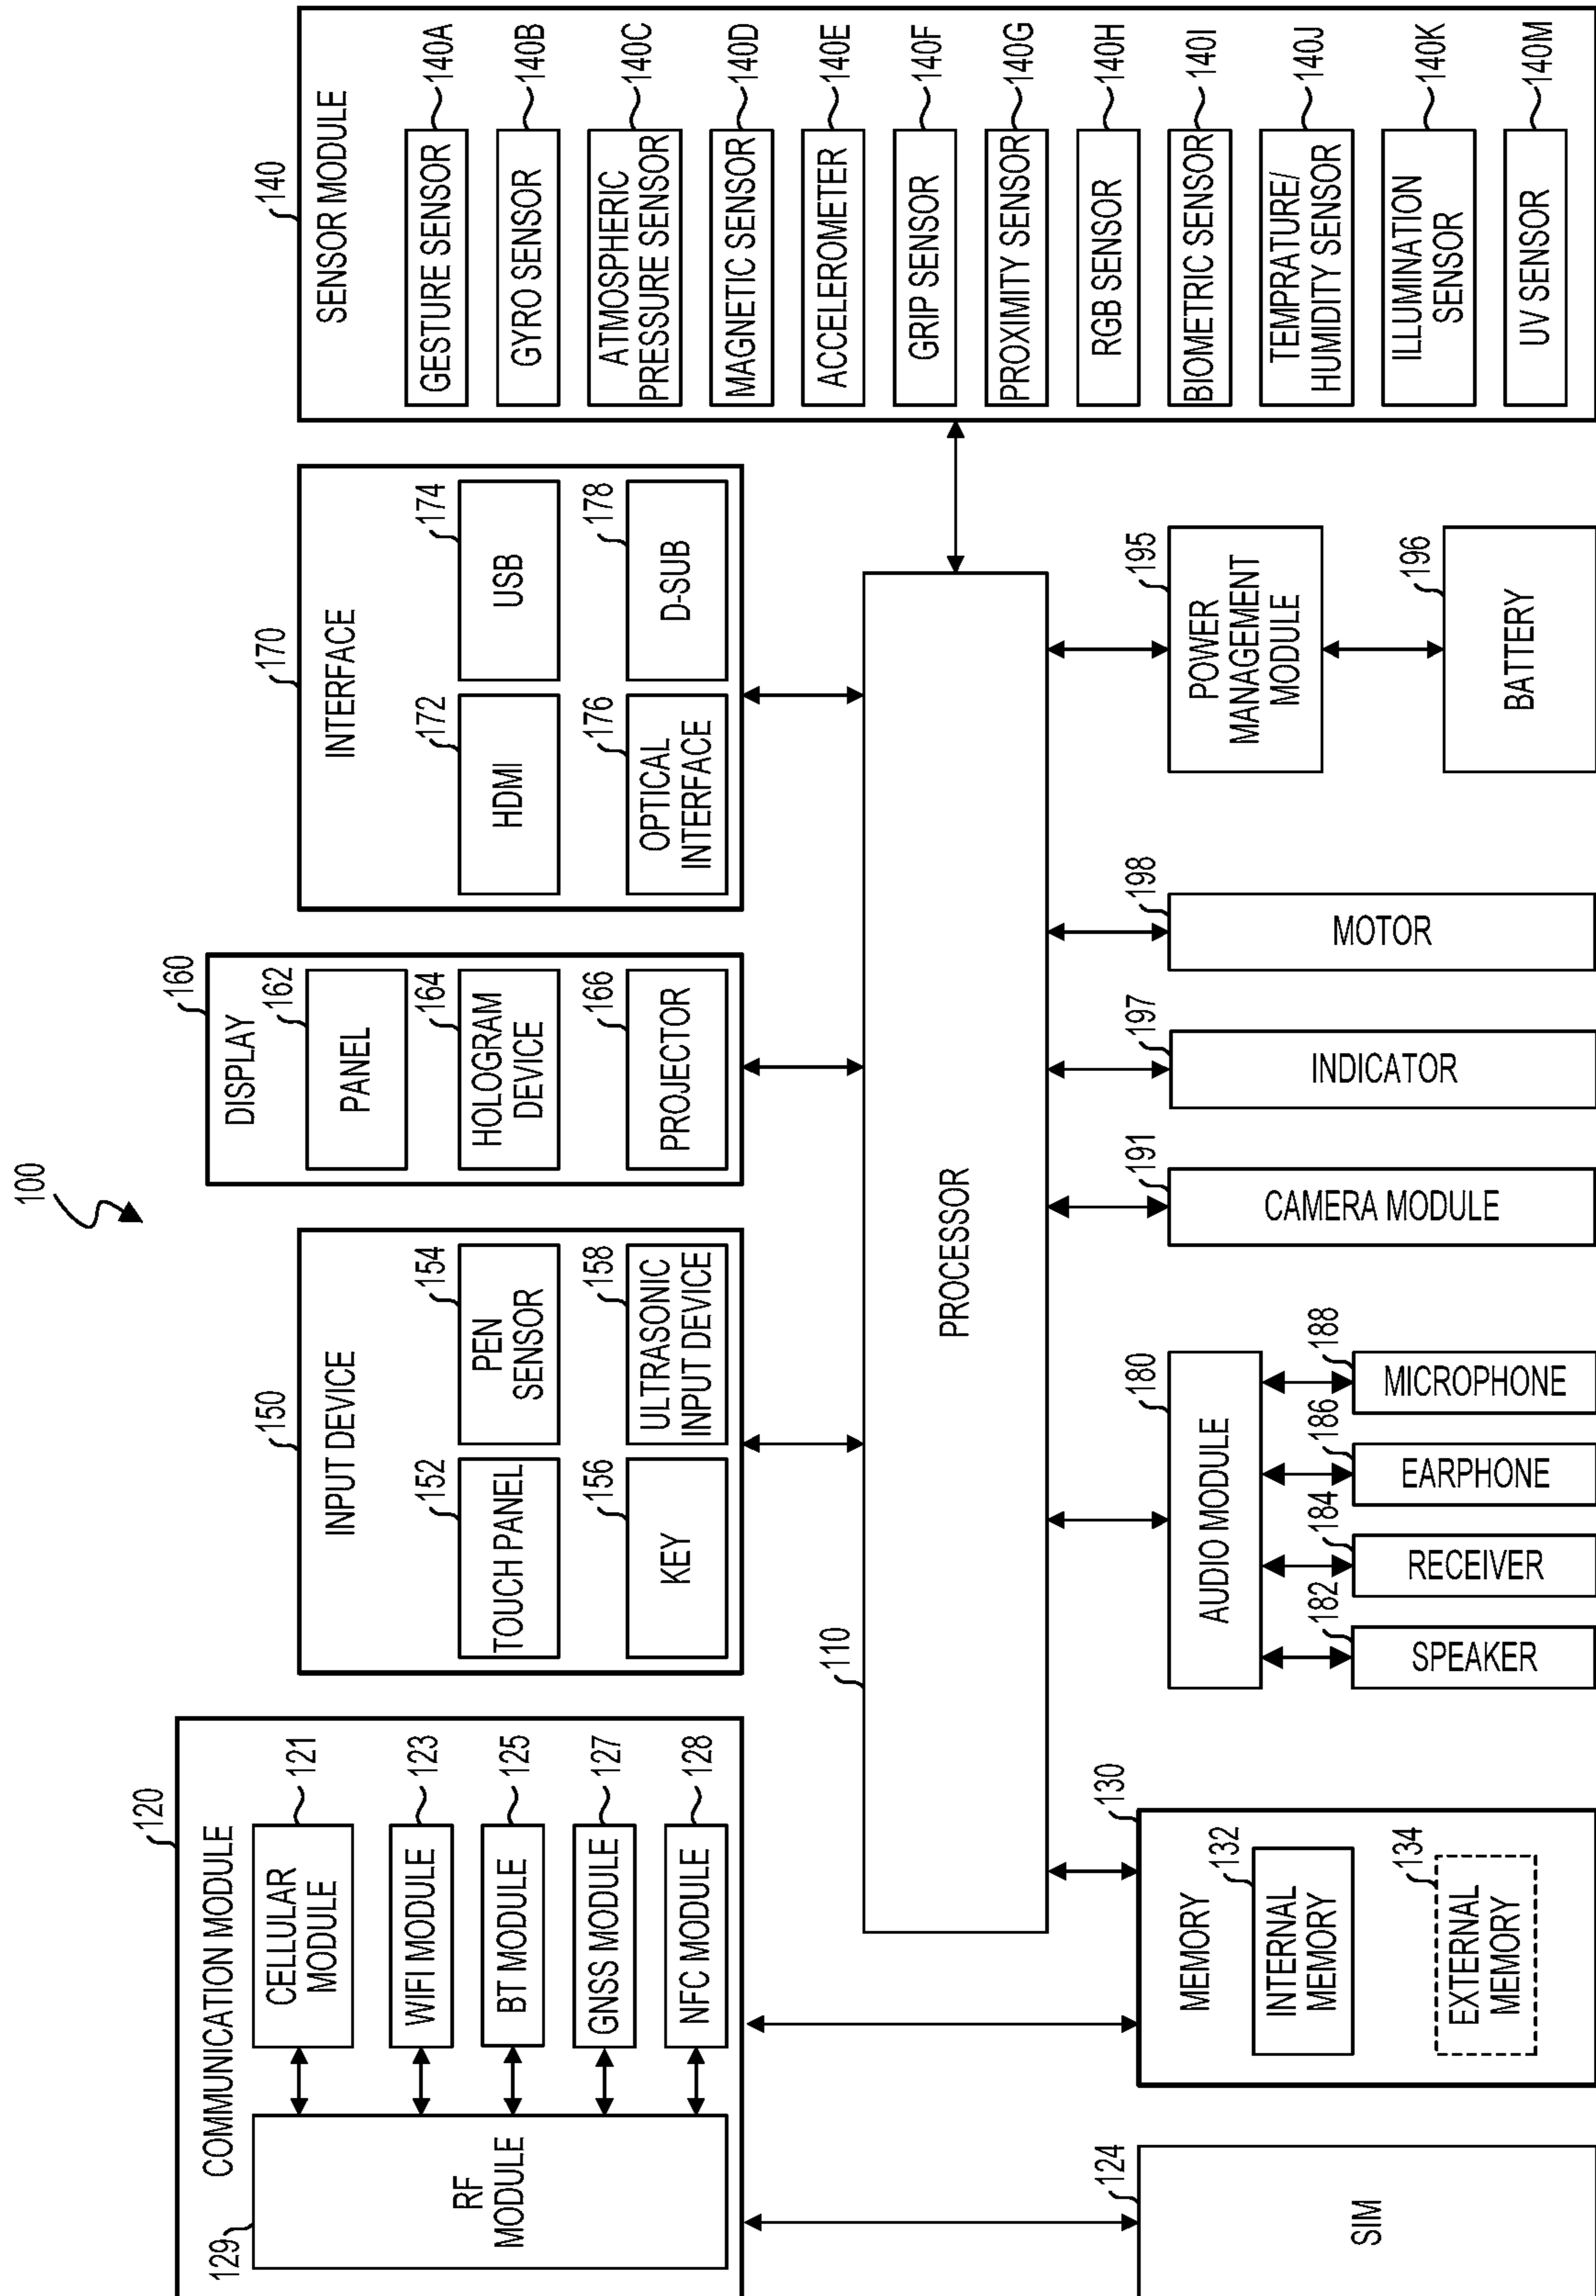 100
120
COMMUNICATION MODULE
129
RF
MODULE
CELLULAR
MODULE
121
WIFI MODULE
123
BT MODULE
125
GNSS MODULE
127
NFC MODULE
128
150
INPUT DEVICE
152
TOUCH PANEL
154
PEN
SENSOR
156
KEY
158
ULTRASONIC
INPUT DEVICE
160
DISPLAY
162
PANEL
164
HOLOGRAM
DEVICE
166
PROJECTOR
170
INTERFACE
172
HDMI
174
USB
176
OPTICAL
INTERFACE
178
D-SUB
140
SENSOR MODULE
GESTURE SENSOR
140A
GYRO SENSOR
140B
ATMOSPHERIC
PRESSURE SENSOR
140C
MAGNETIC SENSOR
140D
ACCELEROMETER
140E
GRIP SENSOR
140F
PROXIMITY SENSOR
140G
RGB SENSOR
140H
BIOMETRIC SENSOR
140I
TEMPRATURE/
HUMIDITY SENSOR
140J
ILLUMINATION
SENSOR
140K
UV SENSOR
140M
110
PROCESSOR
124
SIM
130
MEMORY
132
INTERNAL
MEMORY
134
EXTERNAL
MEMORY
180
AUDIO MODULE
182
SPEAKER
184
RECEIVER
186
EARPHONE
188
MICROPHONE
191
CAMERA MODULE
197
INDICATOR
198
MOTOR
195
POWER
MANAGEMENT
MODULE
196
BATTERY